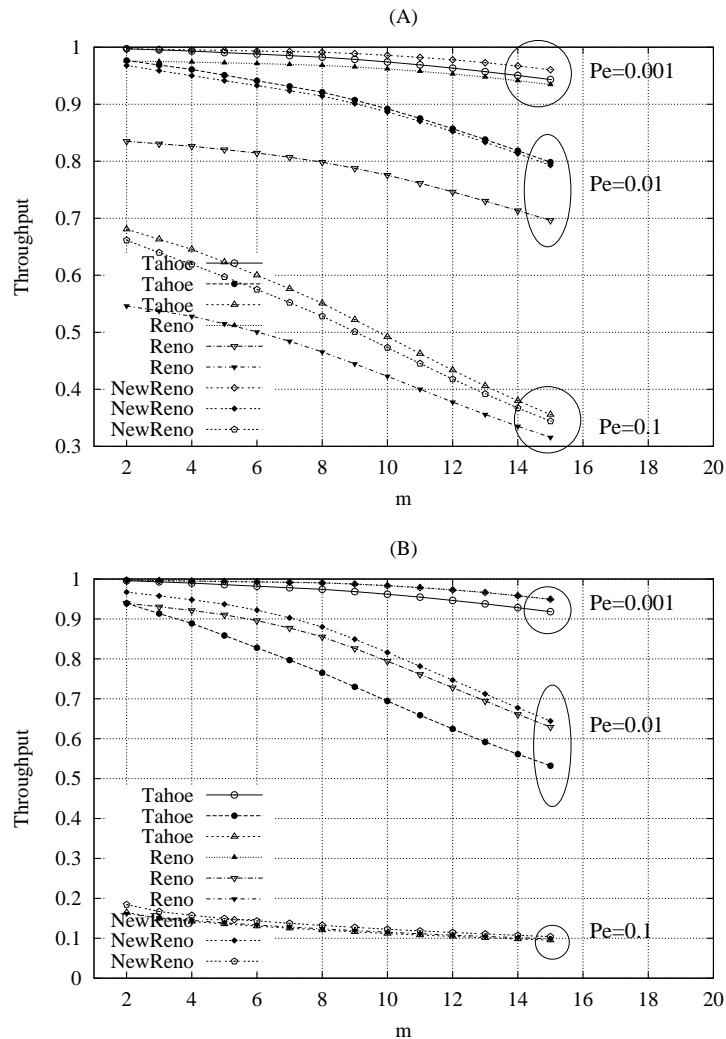 (A)
1
0.9
0.8
0.7
0.6
0.5
0.4
0.3
Throughput
Pe=0.001
Pe=0.01
Pe=0.1
Tahoe
Tahoe
Tahoe
Reno
Reno
Reno
NewReno
NewReno
NewReno
2 4 6 8 10 12 14 16 18 20
m
(B)
1
0.9
0.8
0.7
0.6
0.5
0.4
0.3
0.2
0.1
0
Throughput
Pe=0.001
Pe=0.01
Pe=0.1
Tahoe
Tahoe
Tahoe
Reno
Reno
Reno
NewReno
NewReno
NewReno
2 4 6 8 10 12 14 16 18 20
m